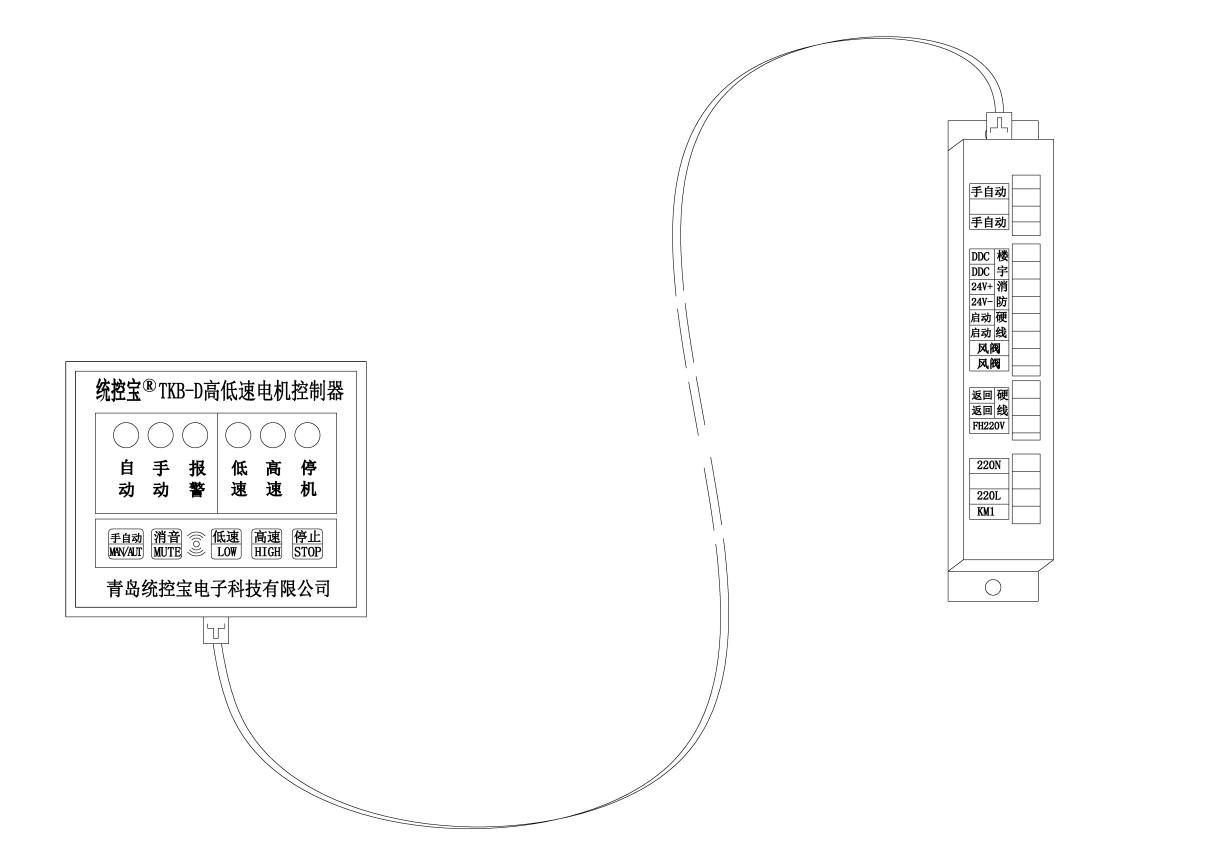 统控宝®TKB-D高低速电机控制器
自动 手动 报警 低速 高速 停机
手自动 消音 低速 高速 停止
MAN/AUT MUTE LOW HIGH STOP
青岛统控宝电子科技有限公司
手自动
手自动
DDC 楼
DDC 宇
24V+ 消
24V- 防
启动 硬
启动 线
风阀
风阀
返回 硬
返回 线
FH220V
220N
220L
KM1